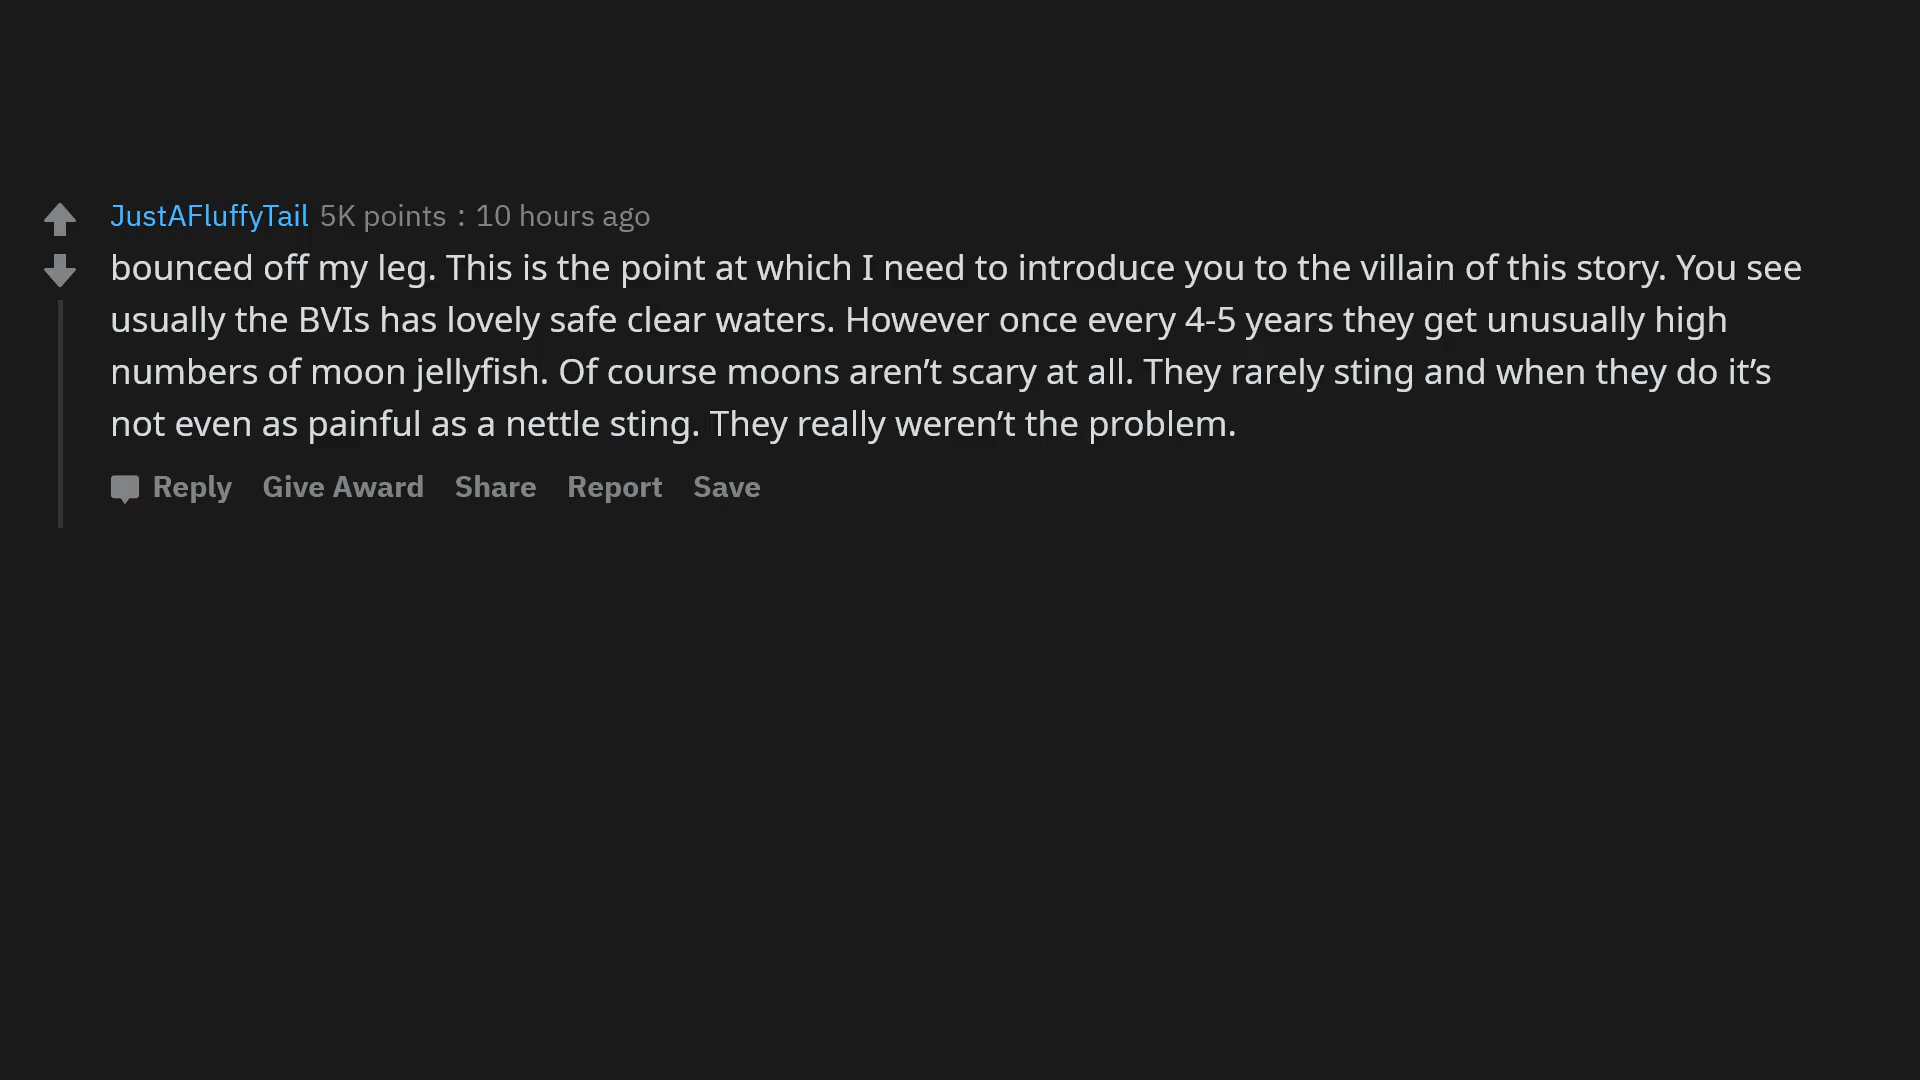 JustAFluffyTail 5K points : 10 hours ago
bounced off my leg. This is the point at which I need to introduce you to the villain of this story. You see
usually the BVIs has lovely safe clear waters. However once every 4-5 years they get unusually high
numbers of moon jellyfish. Of course moons aren’t scary at all. They rarely sting and when they do it’s
not even as painful as a nettle sting. They really weren’t the problem.
Reply Give Award Share Report Save